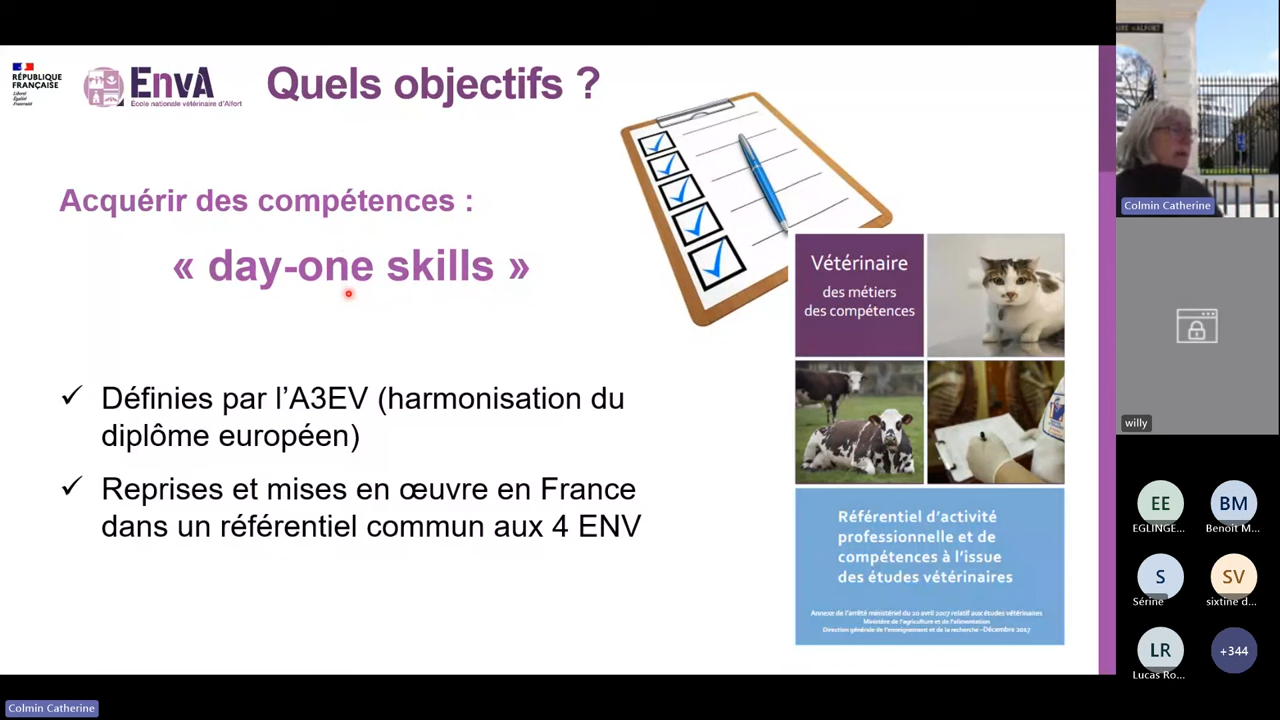 RÉPUBLIQUE
FRANÇAISE
Liberté
Égalité
Fraternité
EnvA
École nationale vétérinaire d'Alfort
Quels objectifs ?
Acquérir des compétences :
« day-one skills »
✓ Définies par l'A3EV (harmonisation du
diplôme européen)
✓ Reprises et mises en œuvre en France
dans un référentiel commun aux 4 ENV
Vétérinaire
des métiers
des compétences
Référentiel d'activité
professionnelle et de
compétences à l'issue
des études vétérinaires
Annexe de l'arrêté ministériel du 20 avril 2007 relatif aux études vétérinaires
Ministère de l'agriculture et de l'alimentation
Direction générale de l'enseignement et de la recherche - Décembre 2017
D'ALFORT
Colmin Catherine
willy
EE
BM
EGLINGE...
Benoît M...
S
SV
Sérine
sixtine d...
LR
+344
Lucas Ro...
Colmin Catherine